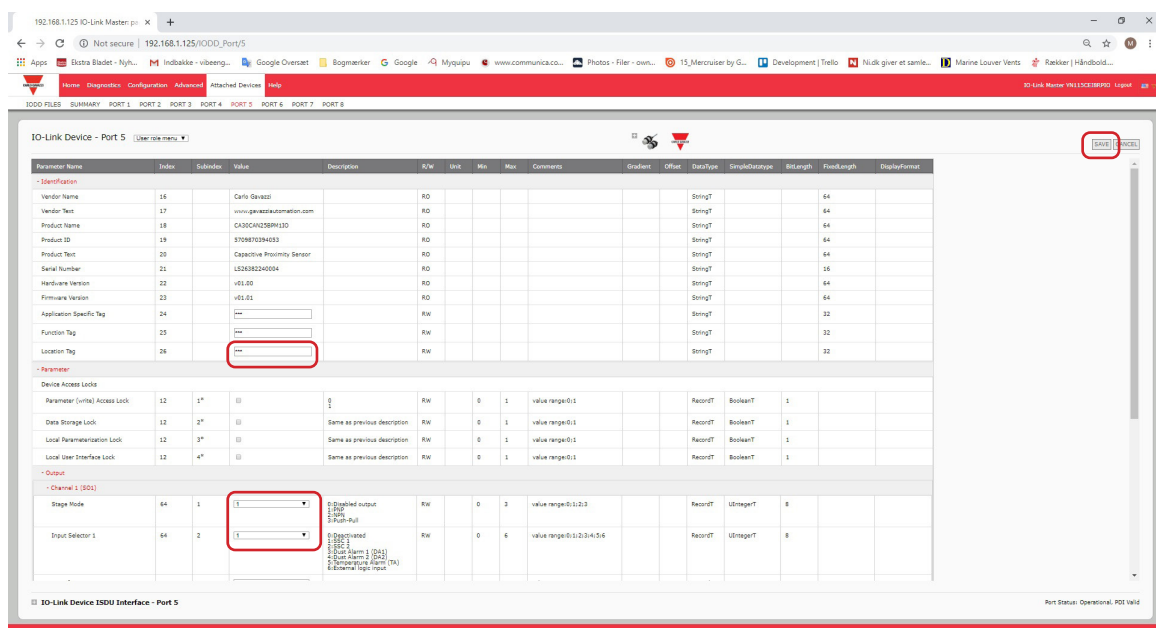 192.168.1.125 IO-Link Master: pa × +
Not secure | 192.168.1.125/IODD_Port/5
Apps Ekstra Bladet - Nyh... Indbakke - vibeeng... Google Oversæt Bogmærker Google Myquipu www.communica.co... Photos - Filer - own... 15_Mercruiser by G... Development | Trello Ni.dk giver et samle... Marine Louver Vents Rækker | Håndbold....
Home Diagnostics Configuration Advanced Attached Devices Help IO-Link Master YN115CEI8RPIO Logout
IODD FILES SUMMARY PORT 1 PORT 2 PORT 3 PORT 4 PORT 5 PORT 6 PORT 7 PORT 8
IO-Link Device - Port 5 User role menu ▼ SAVE CANCEL
Parameter Name Index Subindex Value Description R/W Unit Min Max Comments Gradient Offset DataType SimpleDatatype BitLength FixedLength DisplayFormat
- Identification
Vendor Name 16 Carlo Gavazzi RO StringT 64
Vendor Text 17 www.gavazziautomation.com RO StringT 64
Product Name 18 CA30CAN25BPM1IO RO StringT 64
Product ID 19 5709870394053 RO StringT 64
Product Text 20 Capacitive Proximity Sensor RO StringT 64
Serial Number 21 LS26382240004 RO StringT 16
Hardware Version 22 v01.00 RO StringT 64
Firmware Version 23 v01.01 RO StringT 64
Application Specific Tag 24 *** RW StringT 32
Function Tag 25 *** RW StringT 32
Location Tag 26 *** RW StringT 32
- Parameter
Device Access Locks
Parameter (write) Access Lock 12 1* 0 RW 0 1 value range:0;1 RecordT BooleanT 1
1
Data Storage Lock 12 2* Same as previous description RW 0 1 value range:0;1 RecordT BooleanT 1
Local Parameterization Lock 12 3* Same as previous description RW 0 1 value range:0;1 RecordT BooleanT 1
Local User Interface Lock 12 4* Same as previous description RW 0 1 value range:0;1 RecordT BooleanT 1
- Output
- Channel 1 (SO1)
Stage Mode 64 1 1 ▼ 0:Disabled output RW 0 3 value range:0;1;2;3 RecordT UIntegerT 8
1:PNP
2:NPN
3:Push-Pull
Input Selector 1 64 2 1 ▼ 0:Deactivated RW 0 6 value range:0;1;2;3;4;5;6 RecordT UIntegerT 8
1:SSC 1
2:SSC 2
3:Dust Alarm 1 (DA1)
4:Dust Alarm 2 (DA2)
5:Temperature Alarm (TA)
6:External logic input
IO-Link Device ISDU Interface - Port 5 Port Status: Operational, PDI Valid